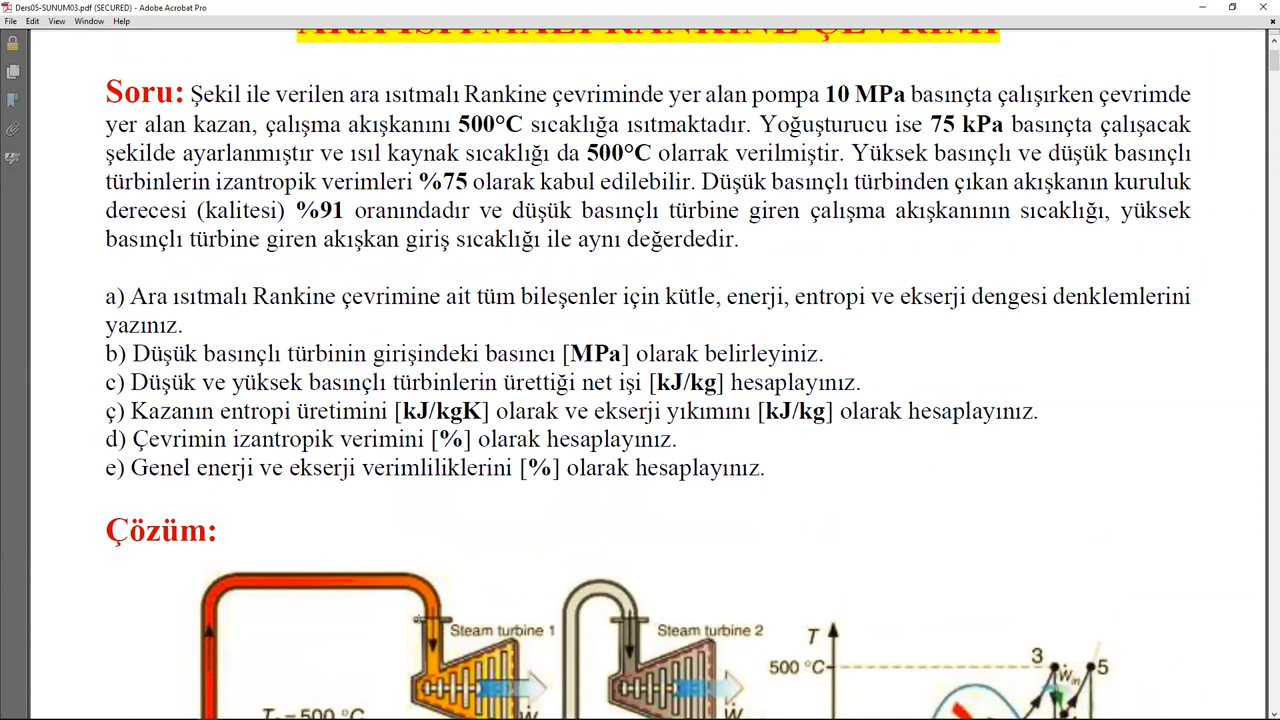 Ders05-SUNUM03.pdf (SECURED) - Adobe Acrobat Pro
File Edit View Window Help
ARA ISITMALI RANKINE ÇEVRİMİ
Soru: Şekil ile verilen ara ısıtmalı Rankine çevriminde yer alan pompa 10 MPa basınçta çalışırken çevrimde
yer alan kazan, çalışma akışkanını 500°C sıcaklığa ısıtmaktadır. Yoğuşturucu ise 75 kPa basınçta çalışacak
şekilde ayarlanmıştır ve ısıl kaynak sıcaklığı da 500°C olarrak verilmiştir. Yüksek basınçlı ve düşük basınçlı
türbinlerin izantropik verimleri %75 olarak kabul edilebilir. Düşük basınçlı türbinden çıkan akışkanın kuruluk
derecesi (kalitesi) %91 oranındadır ve düşük basınçlı türbine giren çalışma akışkanının sıcaklığı, yüksek
basınçlı türbine giren akışkan giriş sıcaklığı ile aynı değerdedir.
a) Ara ısıtmalı Rankine çevrimine ait tüm bileşenler için kütle, enerji, entropi ve ekserji dengesi denklemlerini
yazınız.
b) Düşük basınçlı türbinin girişindeki basıncı [MPa] olarak belirleyiniz.
c) Düşük ve yüksek basınçlı türbinlerin ürettiği net işi [kJ/kg] hesaplayınız.
ç) Kazanın entropi üretimini [kJ/kgK] olarak ve ekserji yıkımını [kJ/kg] olarak hesaplayınız.
d) Çevrimin izantropik verimini [%] olarak hesaplayınız.
e) Genel enerji ve ekserji verimliliklerini [%] olarak hesaplayınız.
Çözüm:
Steam turbine 1
Steam turbine 2
T
500 °C
3
5
Ẇin
= 500 °C